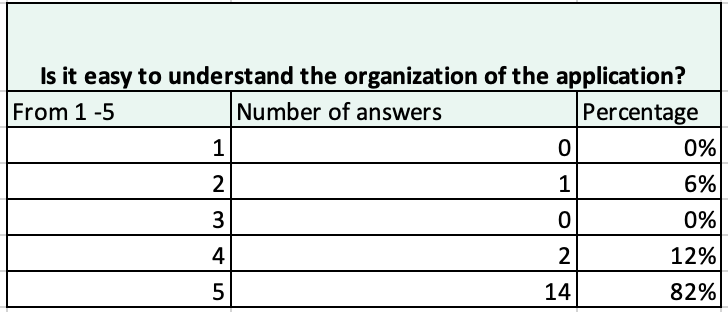 Is it easy to understand the organization of the application?
From 1 -5 Number of answers Percentage
1 0 0%
2 1 6%
3 0 0%
4 2 12%
5 14 82%